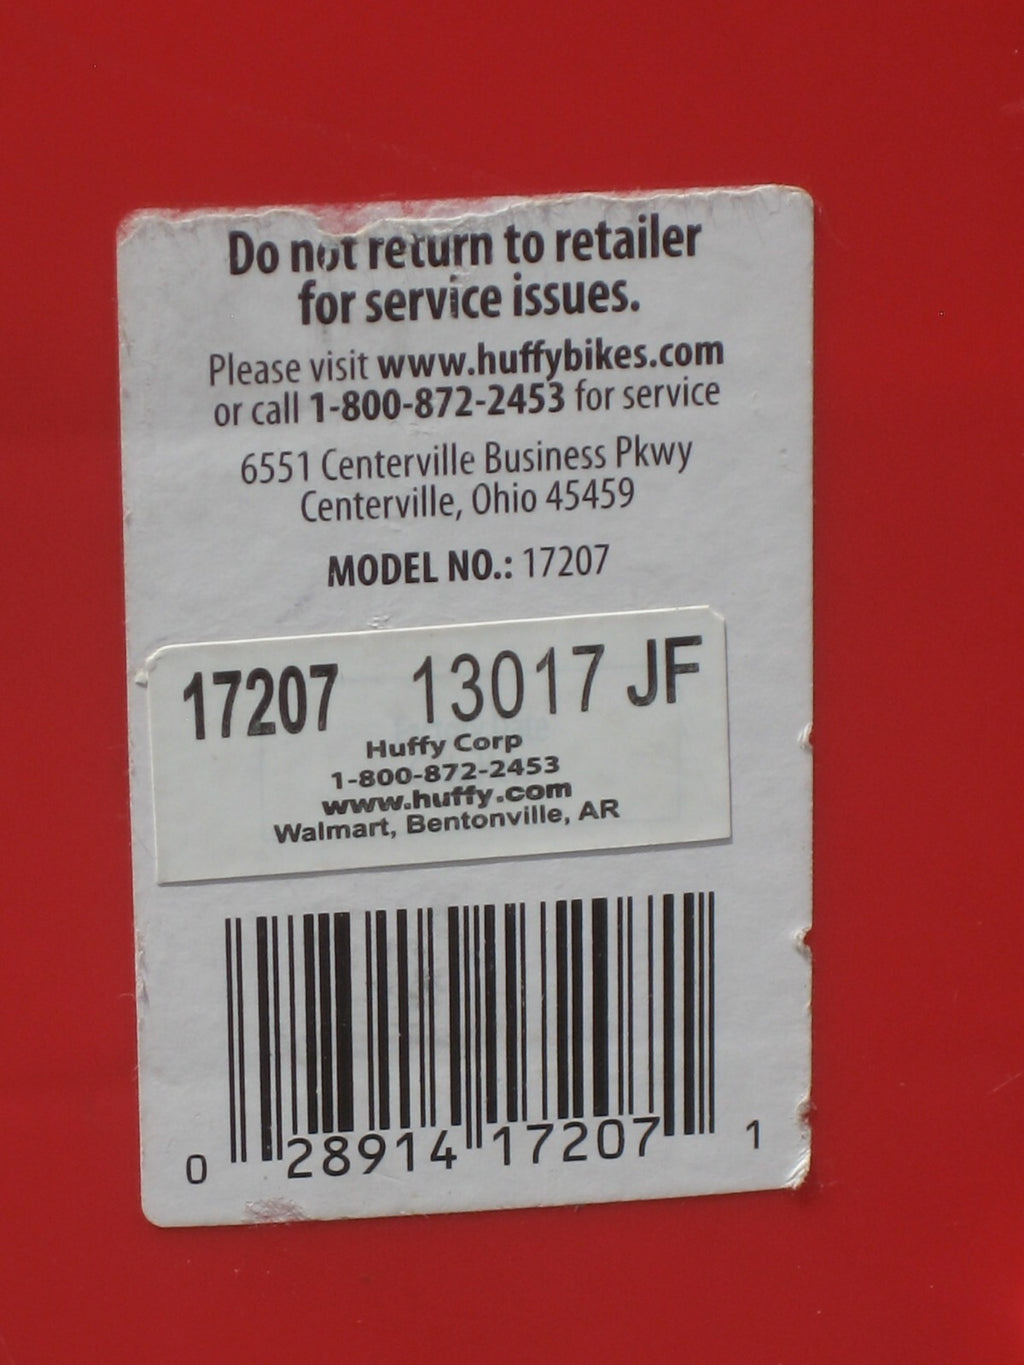 Do not return to retailer
for service issues.
Please visit www.huffybikes.com
or call 1-800-872-2453 for service
6551 Centerville Business Pkwy
Centerville, Ohio 45459
MODEL NO.: 17207
17207 13017 JF
Huffy Corp
1-800-872-2453
www.huffy.com
Walmart, Bentonville, AR
0 28914 17207 1